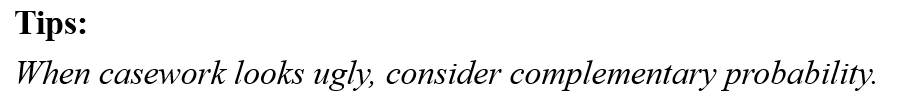 Tips:
When casework looks ugly, consider complementary probability.